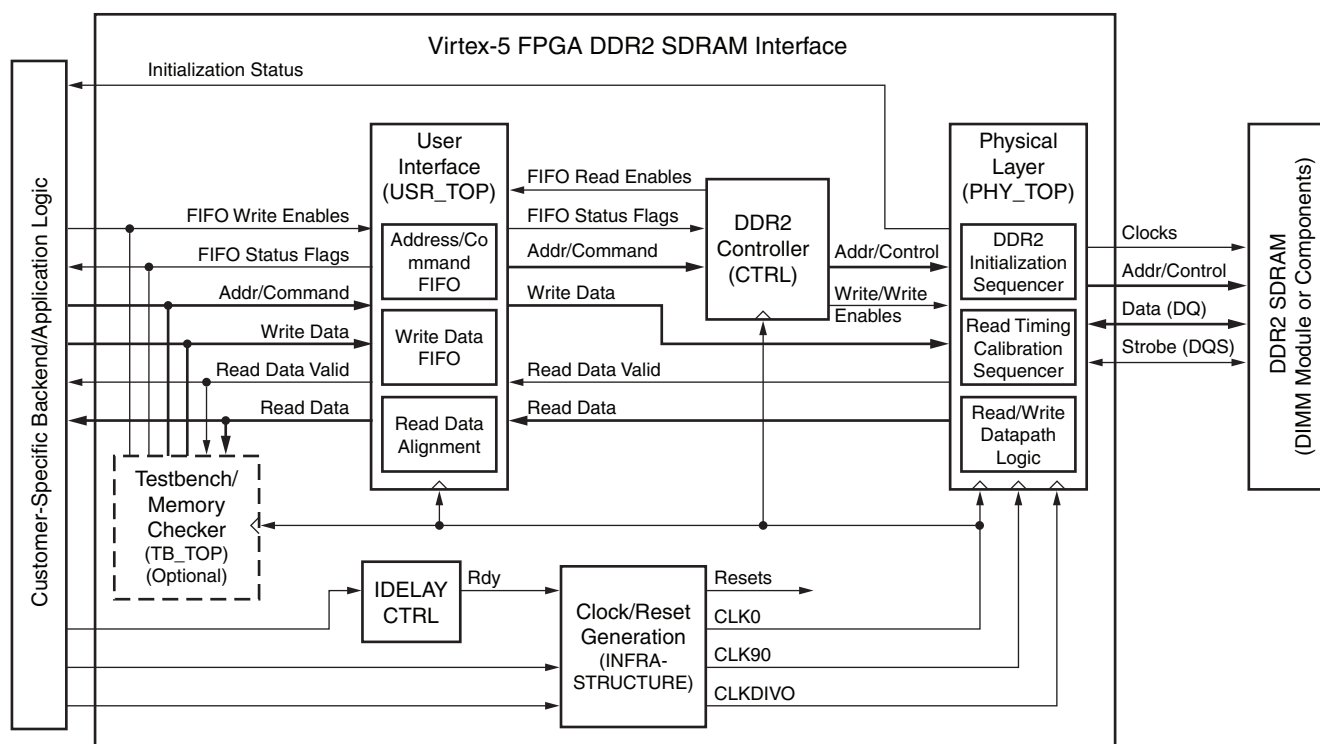 Virtex-5 FPGA DDR2 SDRAM Interface
Customer-Specific Backend/Application Logic
Initialization Status
FIFO Write Enables
FIFO Status Flags
Addr/Command
Write Data
Read Data Valid
Read Data
Testbench/
Memory
Checker
(TB_TOP)
(Optional)
User
Interface
(USR_TOP)
Address/Co
mmand
FIFO
Write Data
FIFO
Read Data
Alignment
FIFO Read Enables
FIFO Status Flags
Addr/Command
Write Data
Read Data Valid
Read Data
DDR2
Controller
(CTRL)
Addr/Control
Write/Write
Enables
Physical
Layer
(PHY_TOP)
DDR2
Initialization
Sequencer
Read Timing
Calibration
Sequencer
Read/Write
Datapath
Logic
Clocks
Addr/Control
Data (DQ)
Strobe (DQS)
DDR2 SDRAM
(DIMM Module or Components)
IDELAY
CTRL
Rdy
Clock/Reset
Generation
(INFRA-
STRUCTURE)
Resets
CLK0
CLK90
CLKDIVO